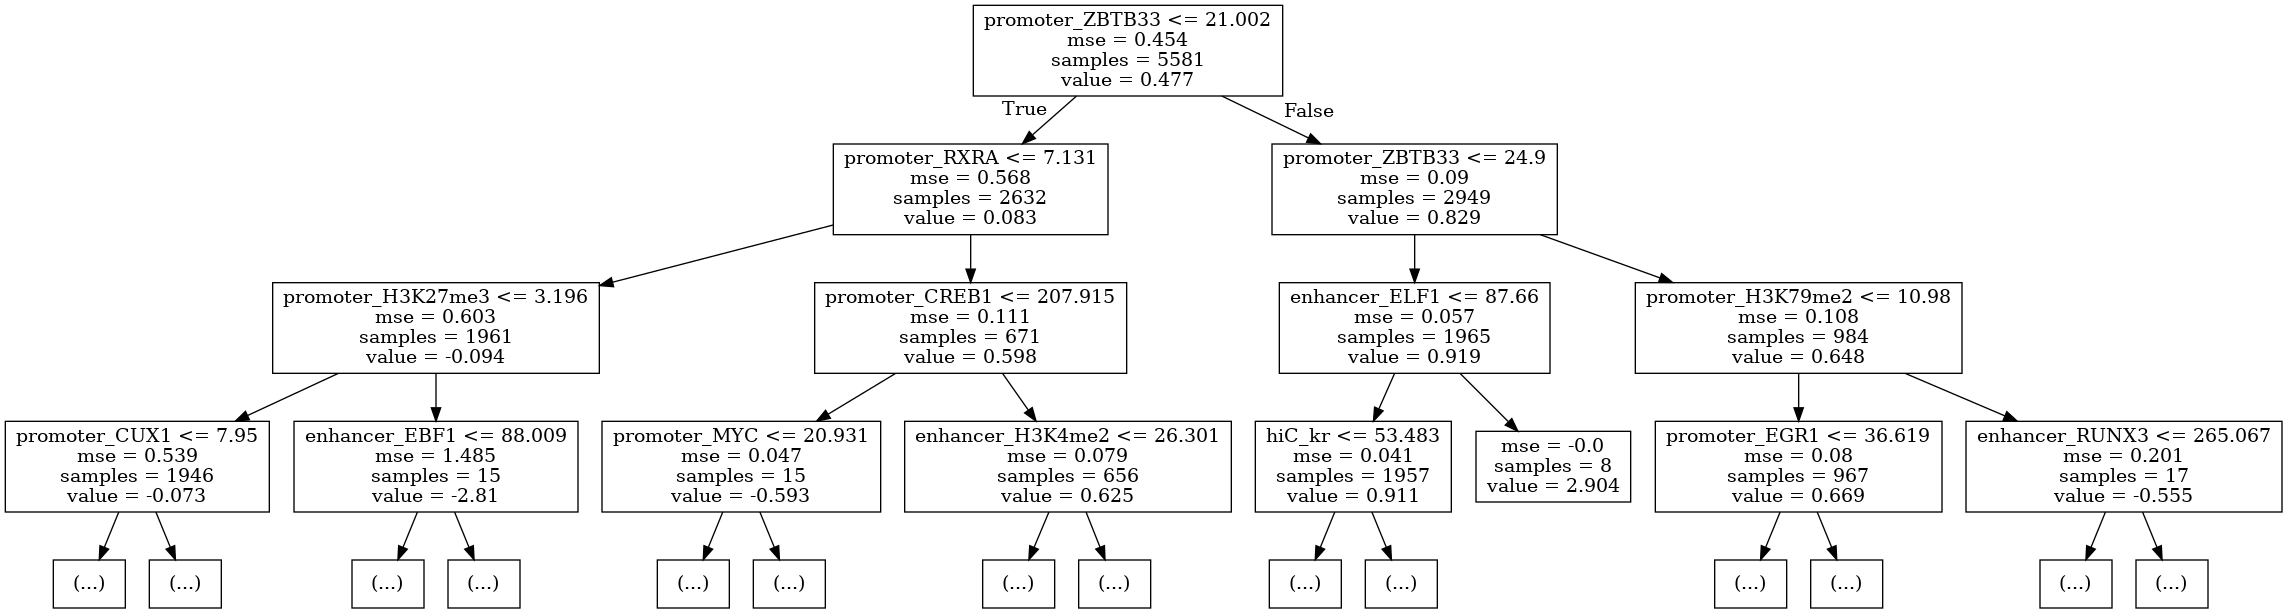 promoter_ZBTB33 <= 21.002
mse = 0.454
samples = 5581
value = 0.477
True
False
promoter_RXRA <= 7.131
mse = 0.568
samples = 2632
value = 0.083
promoter_ZBTB33 <= 24.9
mse = 0.09
samples = 2949
value = 0.829
promoter_H3K27me3 <= 3.196
mse = 0.603
samples = 1961
value = -0.094
promoter_CREB1 <= 207.915
mse = 0.111
samples = 671
value = 0.598
enhancer_ELF1 <= 87.66
mse = 0.057
samples = 1965
value = 0.919
promoter_H3K79me2 <= 10.98
mse = 0.108
samples = 984
value = 0.648
promoter_CUX1 <= 7.95
mse = 0.539
samples = 1946
value = -0.073
enhancer_EBF1 <= 88.009
mse = 1.485
samples = 15
value = -2.81
promoter_MYC <= 20.931
mse = 0.047
samples = 15
value = -0.593
enhancer_H3K4me2 <= 26.301
mse = 0.079
samples = 656
value = 0.625
hiC_kr <= 53.483
mse = 0.041
samples = 1957
value = 0.911
mse = -0.0
samples = 8
value = 2.904
promoter_EGR1 <= 36.619
mse = 0.08
samples = 967
value = 0.669
enhancer_RUNX3 <= 265.067
mse = 0.201
samples = 17
value = -0.555
(...)
(...)
(...)
(...)
(...)
(...)
(...)
(...)
(...)
(...)
(...)
(...)
(...)
(...)